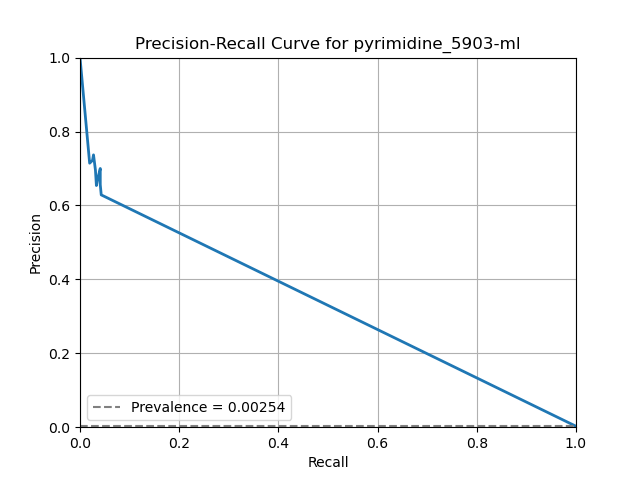 Precision-Recall Curve for pyrimidine_5903-ml
1.0
0.8
0.6
0.4
0.2
0.0
Precision
Prevalence = 0.00254
0.0 0.2 0.4 0.6 0.8 1.0
Recall